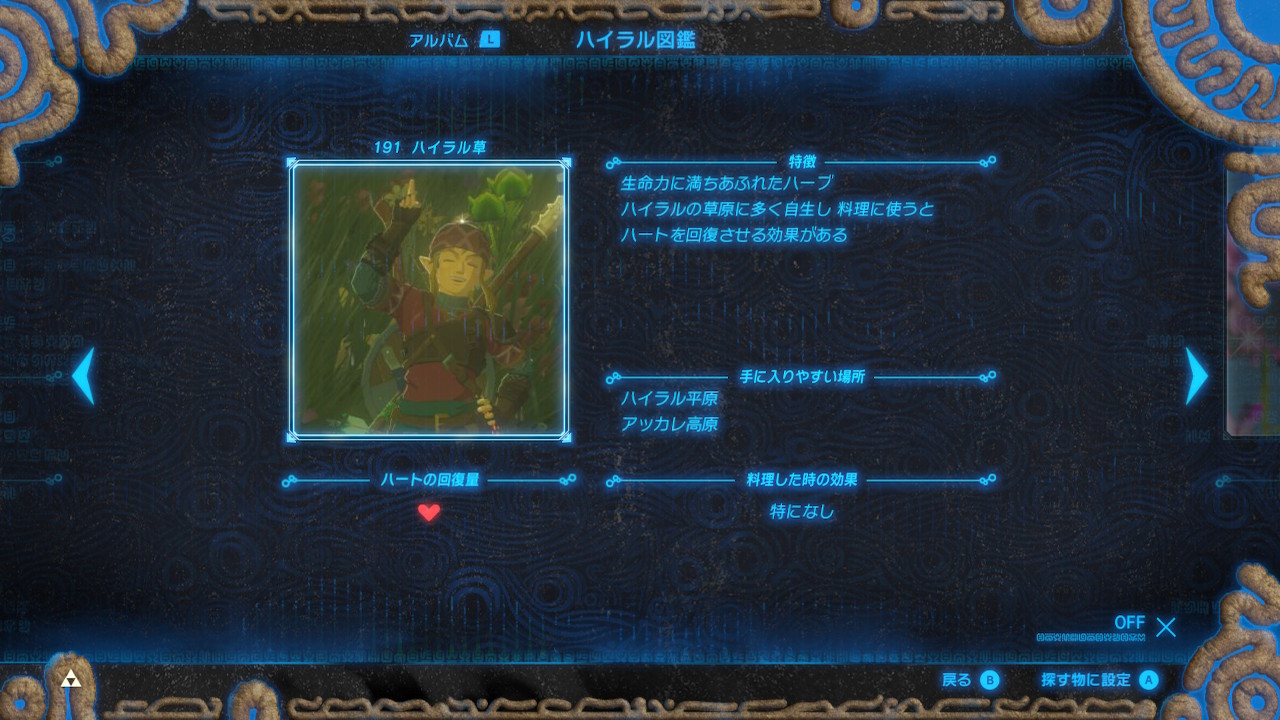 アルバム L
ハイラル図鑑
191 ハイラル草
特徴
生命力に満ちあふれたハーブ
ハイラルの草原に多く自生し 料理に使うと
ハートを回復させる効果がある
手に入りやすい場所
ハイラル平原
アッカレ高原
ハートの回復量
料理した時の効果
特になし
OFF
戻る B
探す物に設定 A